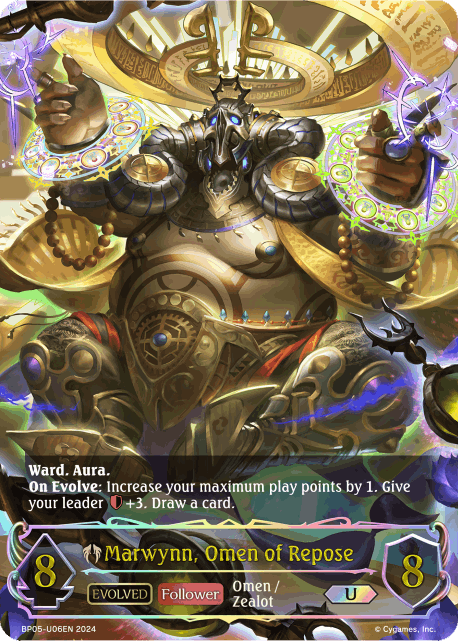 Ward. Aura.
On Evolve: Increase your maximum play points by 1. Give
your leader +3. Draw a card.
8
Marwynn, Omen of Repose
8
EVOLVED
Follower
Omen /
Zealot
U
BP05-U06EN 2024
© Cygames, Inc.